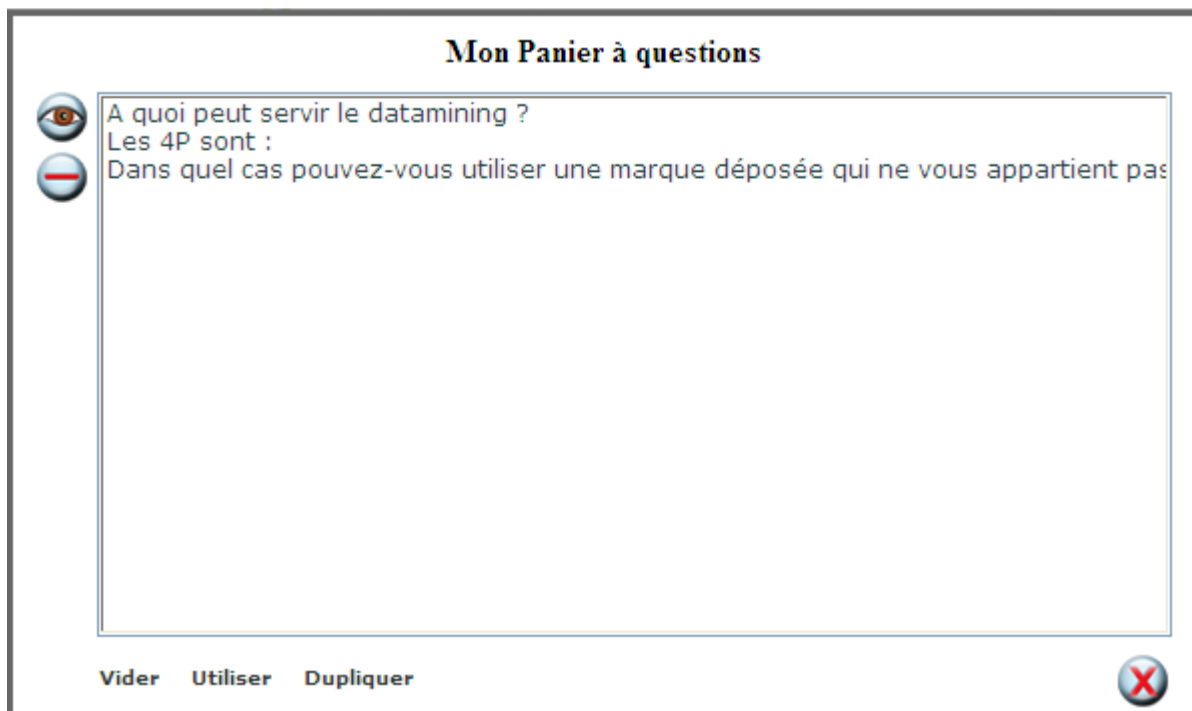 Mon Panier à questions
A quoi peut servir le datamining ?
Les 4P sont :
Dans quel cas pouvez-vous utiliser une marque déposée qui ne vous appartient pas
Vider Utiliser Dupliquer